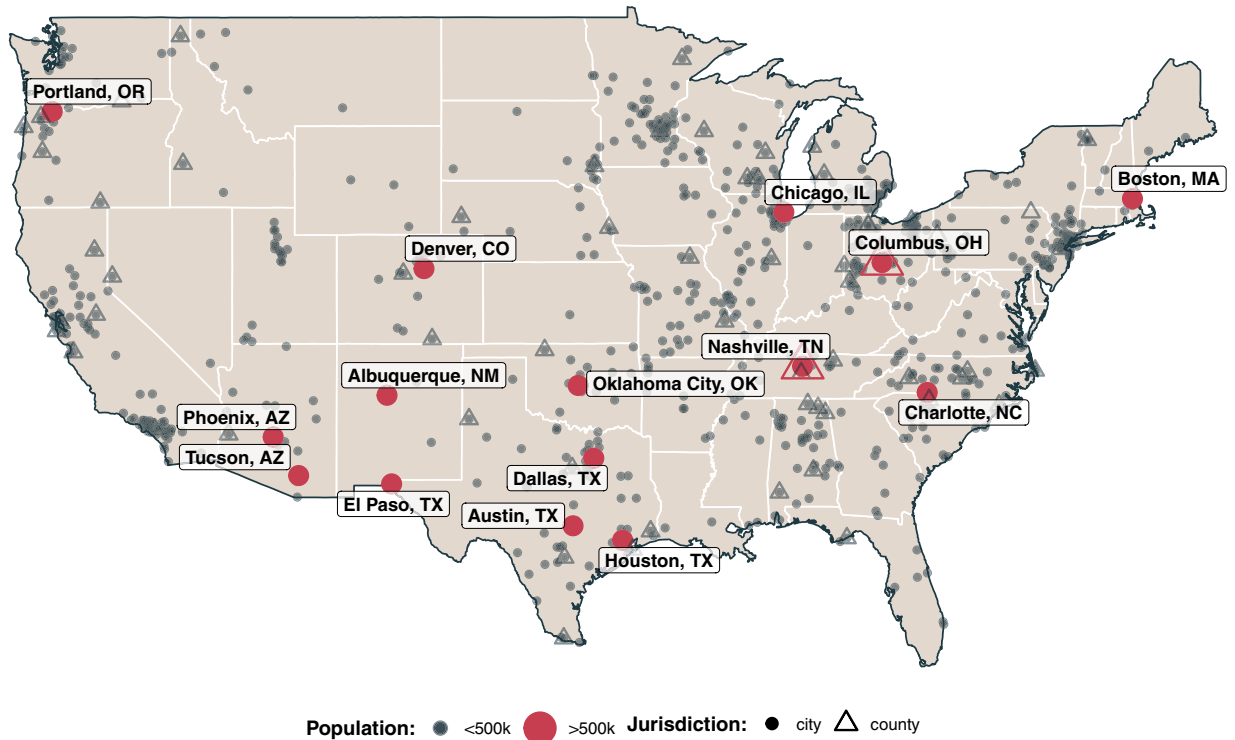 Portland, OR
Boston, MA
Chicago, IL
Columbus, OH
Denver, CO
Nashville, TN
Albuquerque, NM
Oklahoma City, OK
Phoenix, AZ
Charlotte, NC
Tucson, AZ
Dallas, TX
El Paso, TX
Austin, TX
Houston, TX
Population: <500k >500k Jurisdiction: city county